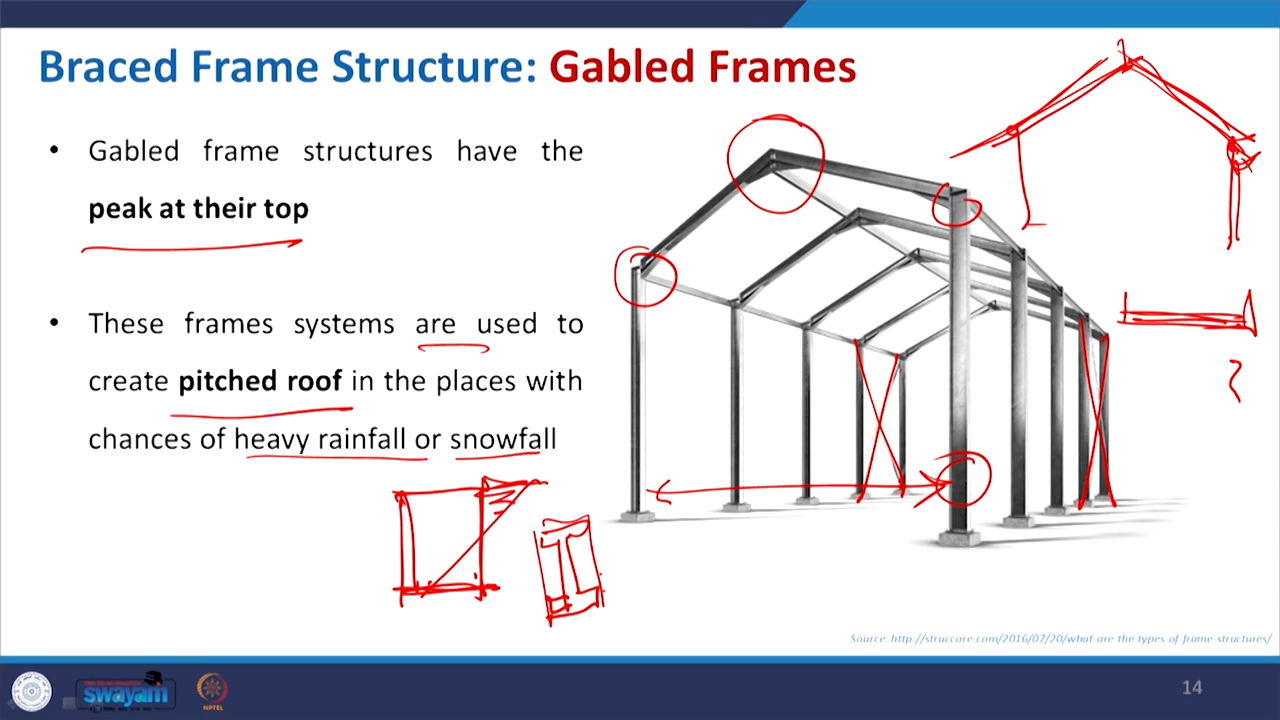 Braced Frame Structure: Gabled Frames
• Gabled frame structures have the
peak at their top
• These frames systems are used to
create pitched roof in the places with
chances of heavy rainfall or snowfall
Source: http://struccore.com/2016/07/20/what-are-the-types-of-frame-structures/
swayam
NPTEL
14